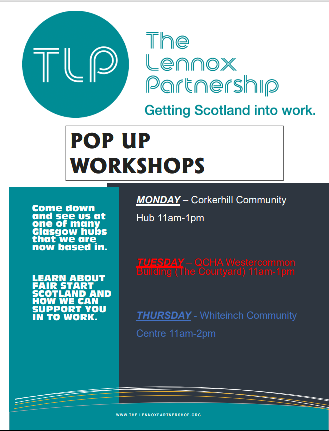 TLP
The
Lennox
Partnership
Getting Scotland into work.
POP UP
WORKSHOPS
Come down
and see us at
one of many
Glasgow hubs
that we are
now based in.
LEARN ABOUT
FAIR START
SCOTLAND AND
HOW WE CAN
SUPPORT YOU
IN TO WORK.
MONDAY – Corkerhill Community
Hub 11am-1pm
TUESDAY – QCHA Westercommon
Building (The Courtyard) 11am-1pm
THURSDAY - Whiteinch Community
Centre 11am-2pm
WWW.THELENNOXPARTNERSHIP.ORG